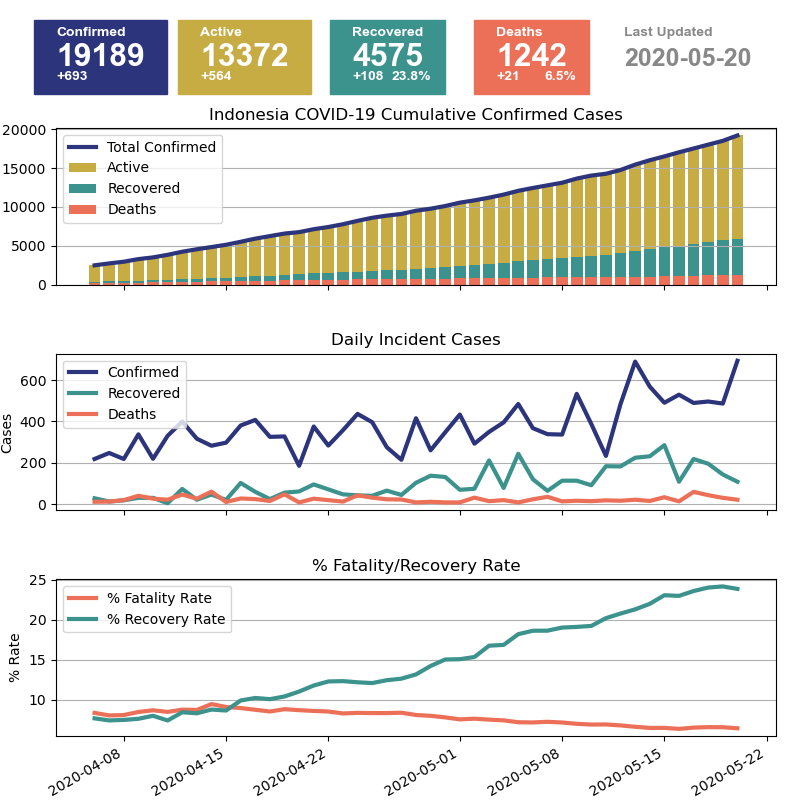 Confirmed
19189
+693
Active
13372
+564
Recovered
4575
+108 23.8%
Deaths
1242
+21 6.5%
Last Updated
2020-05-20
Indonesia COVID-19 Cumulative Confirmed Cases
20000
15000
10000
5000
0
Total Confirmed
Active
Recovered
Deaths
Daily Incident Cases
Cases
600
400
200
0
Confirmed
Recovered
Deaths
% Fatality/Recovery Rate
% Rate
25
20
15
10
% Fatality Rate
% Recovery Rate
2020-04-08
2020-04-15
2020-04-22
2020-05-01
2020-05-08
2020-05-15
2020-05-22